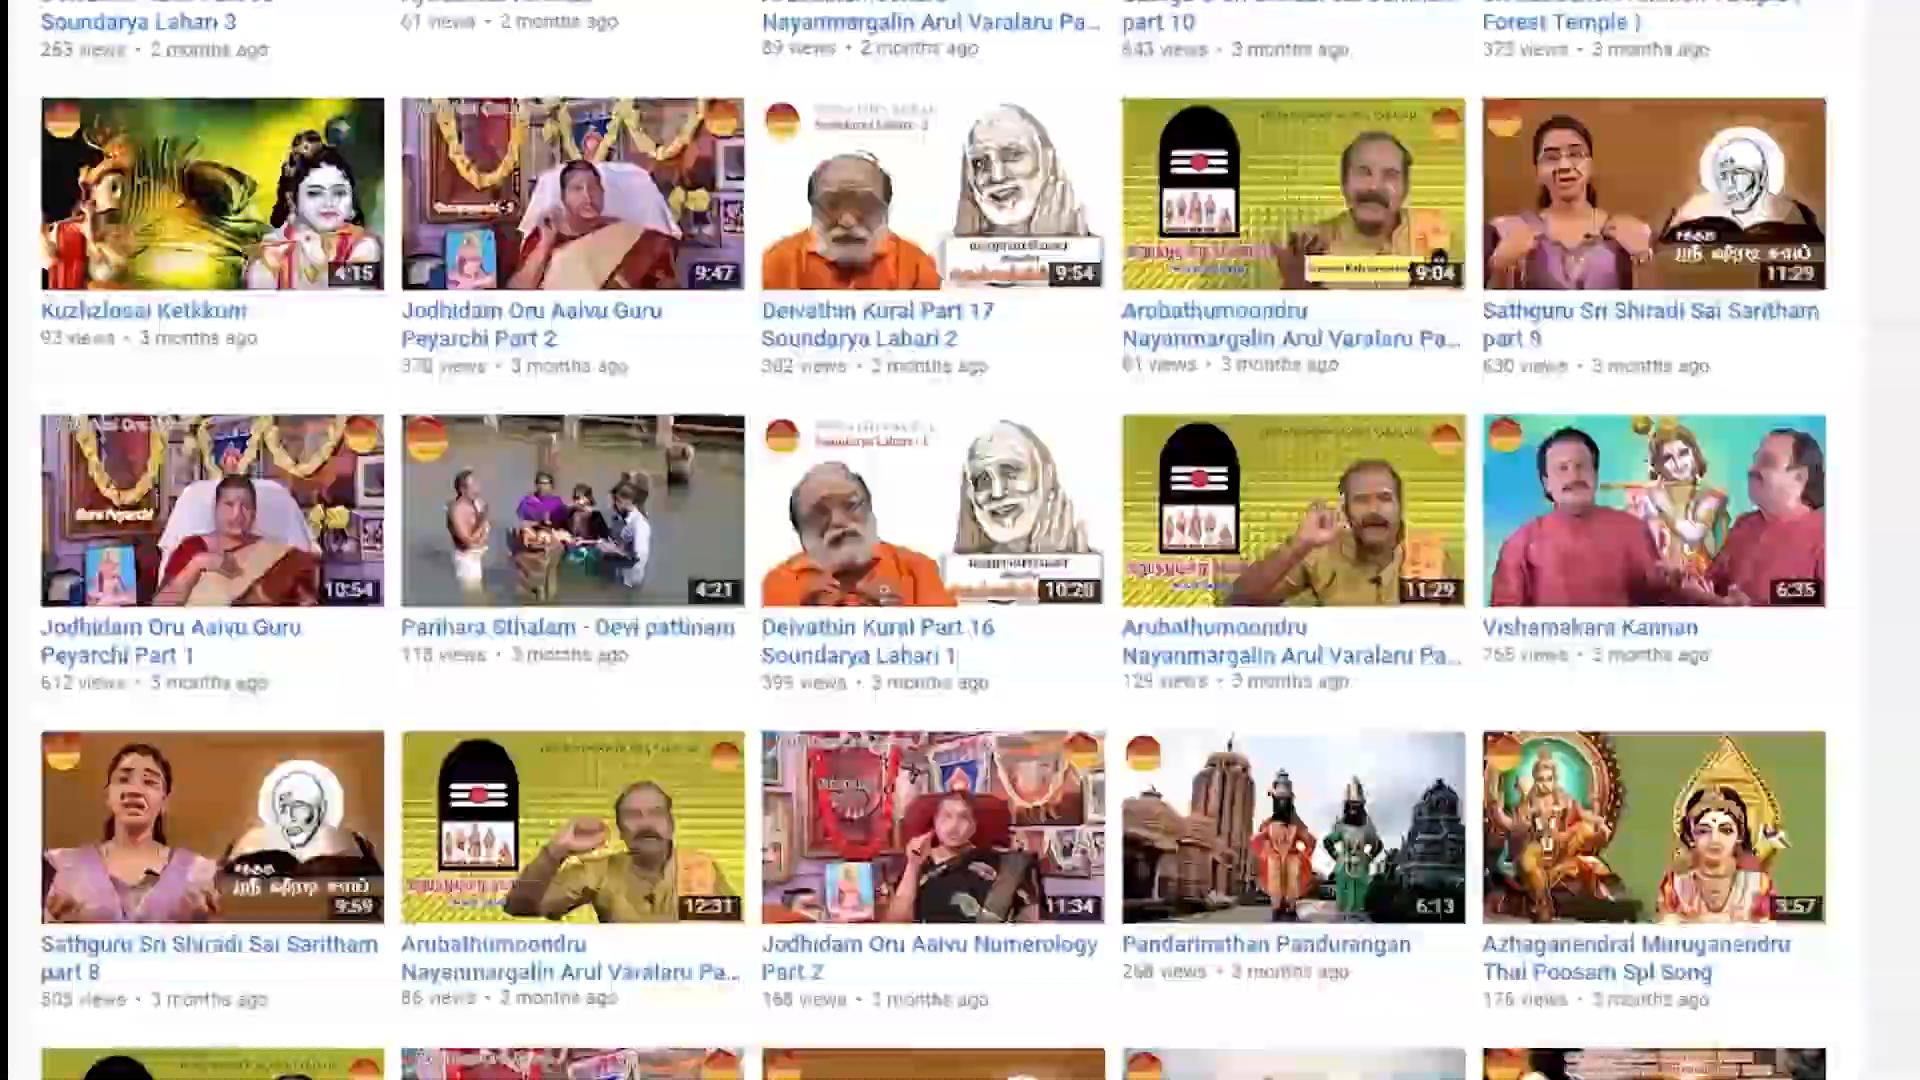 Soundarya Lahari 3
263 views • 2 months ago
61 views • 2 months ago
Nayanmargalin Arul Varalaru Pa...
89 views • 2 months ago
part 10
643 views • 3 months ago
Forest Temple )
373 views • 3 months ago
4:15
9:47
9:54
9:04
11:29
Kuzhzlosai Ketkkum
93 views • 3 months ago
Jodhidam Oru Aaivu Guru
Peyarchi Part 2
370 views • 3 months ago
Deivathin Kural Part 17
Soundarya Lahari 2
302 views • 3 months ago
Arubathumoondru
Nayanmargalin Arul Varalaru Pa...
81 views • 3 months ago
Sathguru Sri Shiradi Sai Saritham
part 9
630 views • 3 months ago
Guru Peyarchi
10:54
4:21
10:20
11:29
6:35
Jodhidam Oru Aaivu Guru
Peyarchi Part 1
612 views • 3 months ago
Parihara Sthalam - Devi pattinam
118 views • 3 months ago
Deivathin Kural Part 16
Soundarya Lahari 1
399 views • 3 months ago
Arubathumoondru
Nayanmargalin Arul Varalaru Pa...
129 views • 3 months ago
Vishamakara Kannan
765 views • 3 months ago
9:59
12:31
11:34
6:13
3:57
Sathguru Sri Shiradi Sai Saritham
part 8
505 views • 3 months ago
Arubathumoondru
Nayanmargalin Arul Varalaru Pa...
86 views • 3 months ago
Jodhidam Oru Aaivu Numerology
Part 2
168 views • 3 months ago
Pandarinathan Pandurangan
268 views • 3 months ago
Azhaganendral Muruganendru
Thai Poosam Spl Song
176 views • 3 months ago